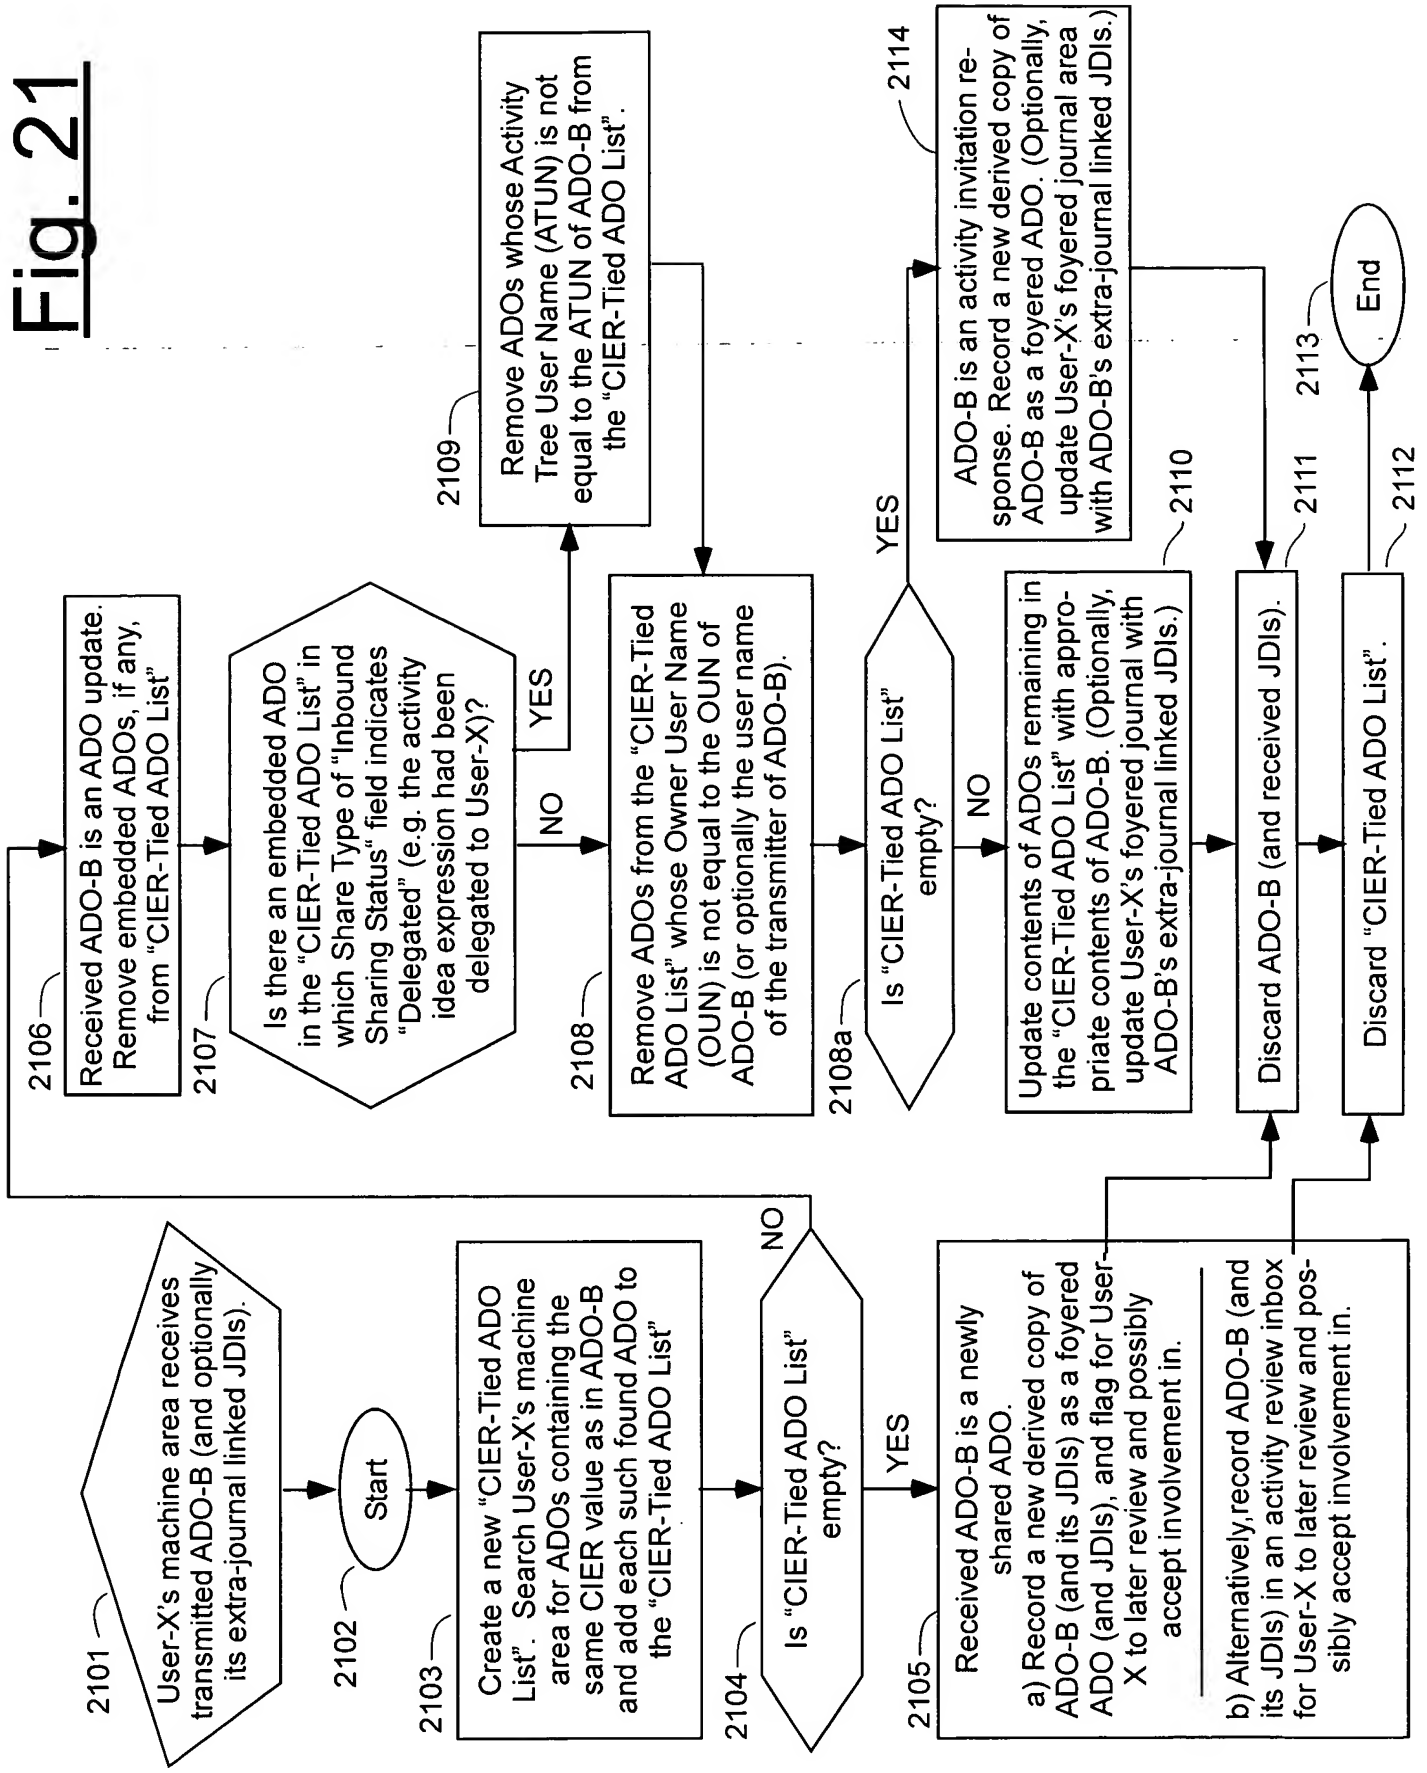 Fig. 21
2101
User-X's machine area receives
transmitted ADO-B (and optionally
its extra-journal linked JDIs).
2102
Start
2103
Create a new “CIER-Tied ADO
List”. Search User-X's machine
area for ADOs containing the
same CIER value as in ADO-B
and add each such found ADO to
the “CIER-Tied ADO List”
2104
Is “CIER-Tied ADO List”
empty?
NO
YES
2105
Received ADO-B is a newly
shared ADO.
a) Record a new derived copy of
ADO-B (and its JDIs) as a foyered
ADO (and JDIs), and flag for User-
X to later review and possibly
accept involvement in.
b) Alternatively,record ADO-B (and
its JDIs) in an activity review inbox
for User-X to later review and pos-
sibly accept involvement in.
2106
Received ADO-B is an ADO update.
Remove embedded ADOs, if any,
from “CIER-Tied ADO List”
2107
Is there an embedded ADO
in the “CIER-Tied ADO List” in
which Share Type of “Inbound
Sharing Status“ field indicates
“Delegated” (e.g. the activity
idea expression had been
delegated to User-X)?
NO
YES
2109
Remove ADOs whose Activity
Tree User Name (ATUN) is not
equal to the ATUN of ADO-B from
the “CIER-Tied ADO List”.
2108
Remove ADOs from the “CIER-Tied
ADO List” whose Owner User Name
(OUN) is not equal to the OUN of
ADO-B (or optionally the user name
of the transmitter of ADO-B).
2108a
Is “CIER-Tied ADO List”
empty?
YES
NO
2114
ADO-B is an activity invitation re-
sponse. Record a new derived copy of
ADO-B as a foyered ADO. (Optionally,
update User-X's foyered journal area
with ADO-B's extra-journal linked JDIs.)
2110
Update contents of ADOs remaining in
the “CIER-Tied ADO List” with appro-
priate contents of ADO-B. (Optionally,
update User-X's foyered journal with
ADO-B's extra-journal linked JDIs.)
2111
Discard ADO-B (and received JDIs).
2112
Discard “CIER-Tied ADO List”.
2113
End